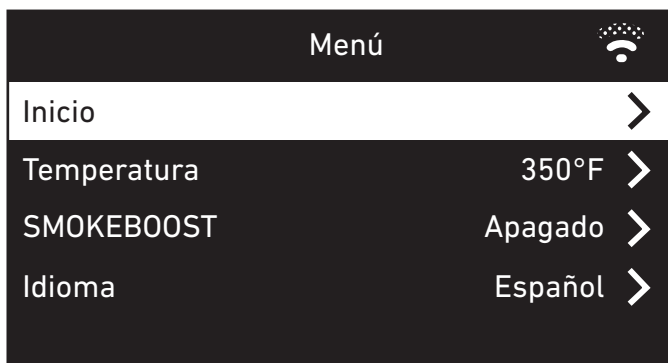 Menú
Inicio
Temperatura 350°F
SMOKEBOOST Apagado
Idioma Español